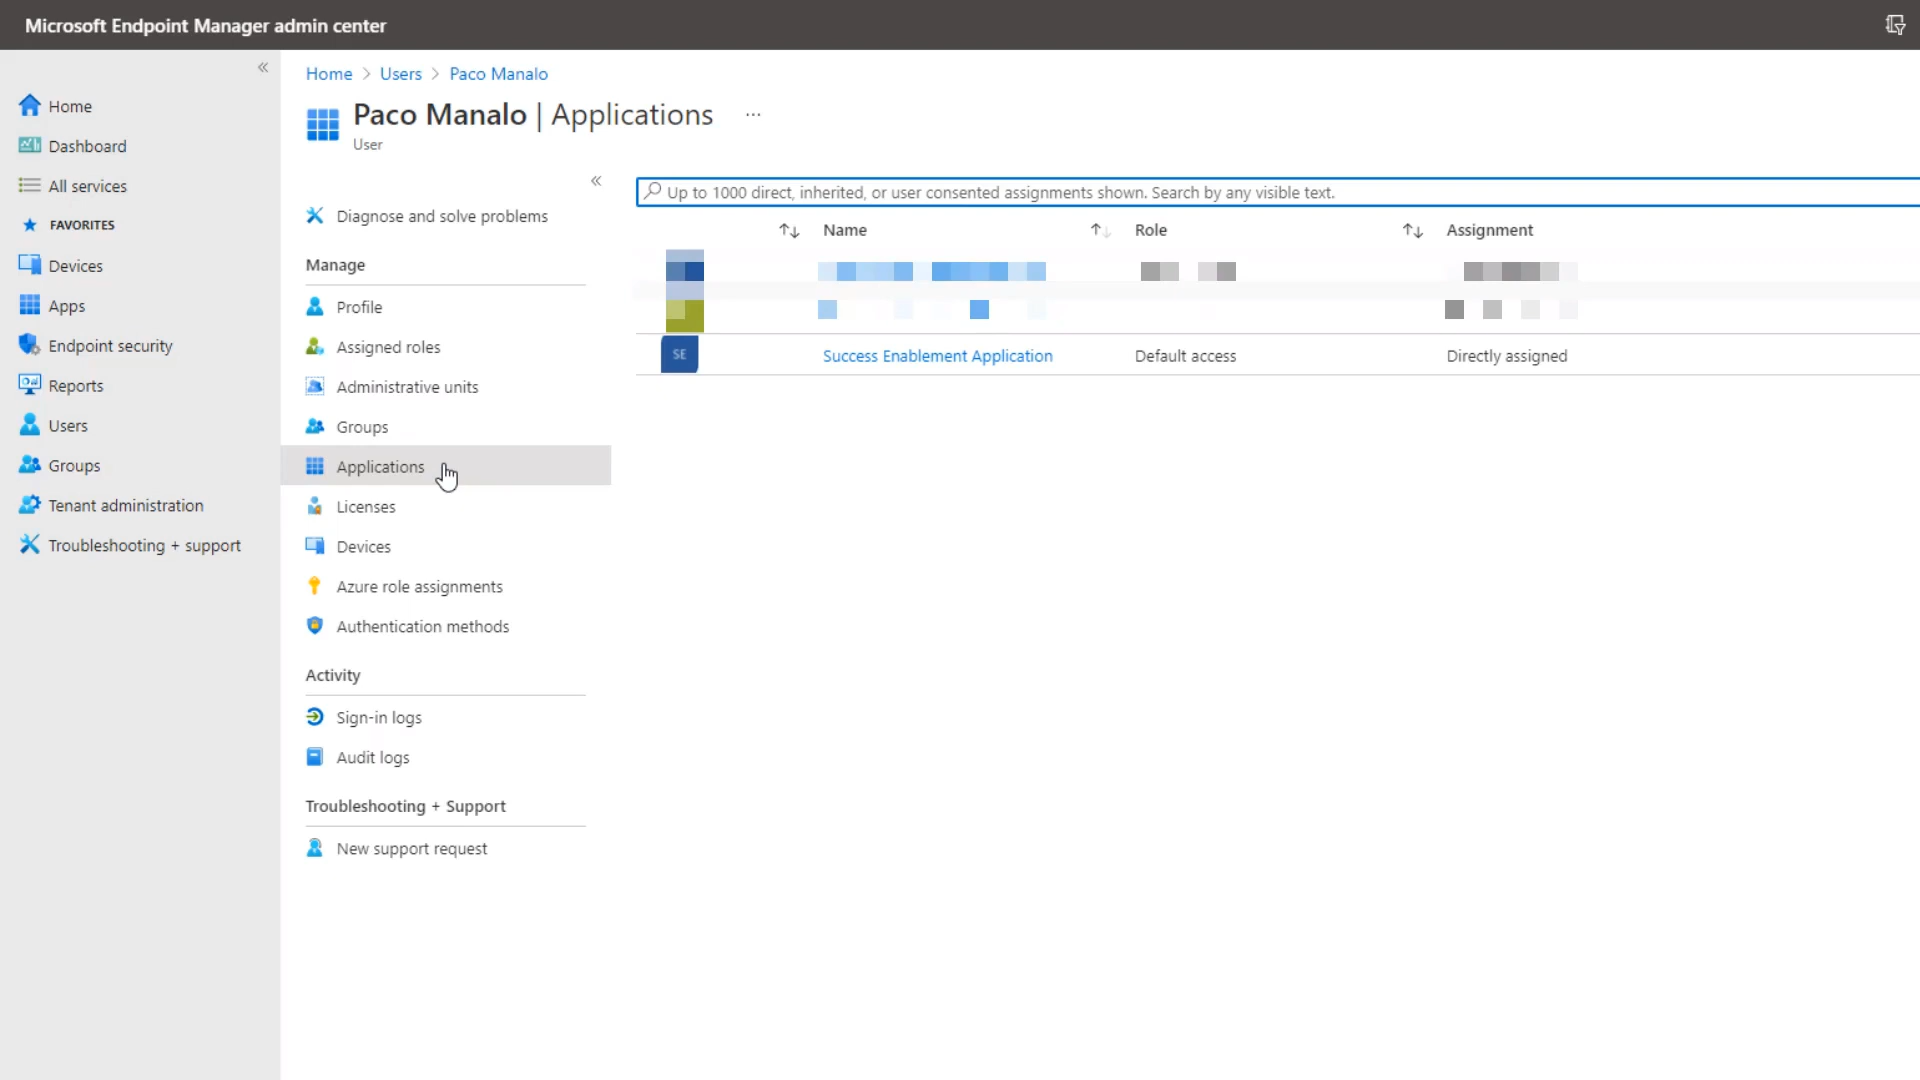 Microsoft Endpoint Manager admin center
Home > Users > Paco Manalo
Paco Manalo | Applications ...
User
Home
Dashboard
All services
FAVORITES
Devices
Apps
Endpoint security
Reports
Users
Groups
Tenant administration
Troubleshooting + support
Diagnose and solve problems
Manage
Profile
Assigned roles
Administrative units
Groups
Applications
Licenses
Devices
Azure role assignments
Authentication methods
Activity
Sign-in logs
Audit logs
Troubleshooting + Support
New support request
Up to 1000 direct, inherited, or user consented assignments shown. Search by any visible text.
Name Role Assignment
SE Success Enablement Application Default access Directly assigned